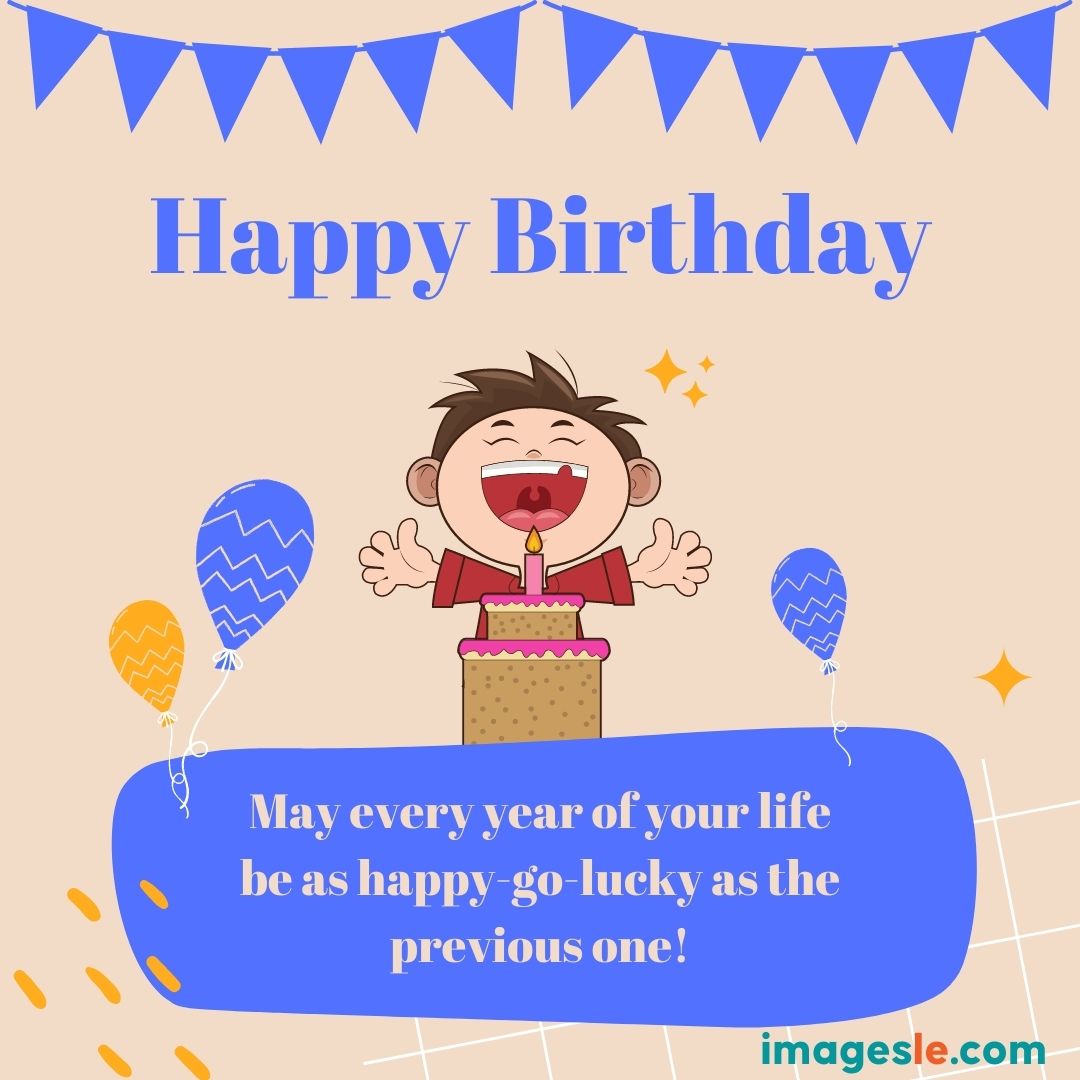 Happy Birthday
May every year of your life
be as happy-go-lucky as the
previous one!
imagesle.com